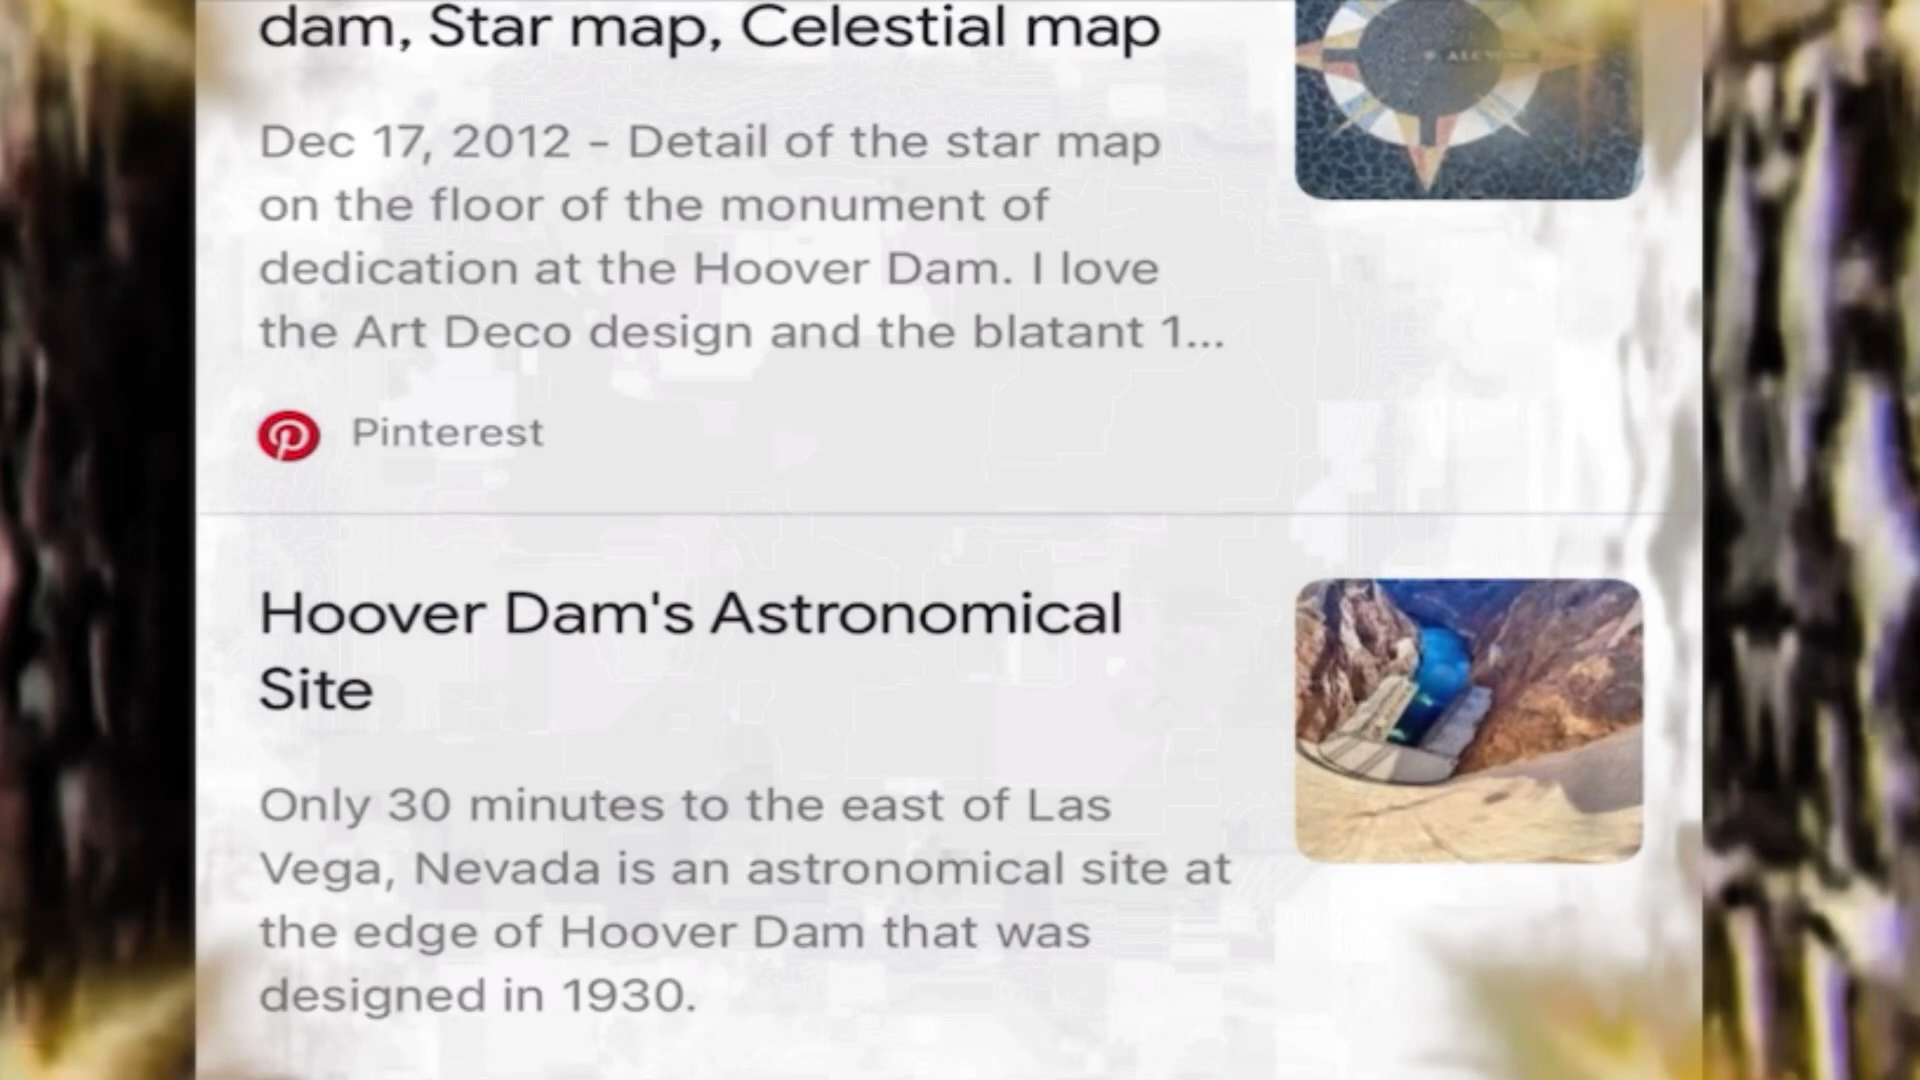 dam, Star map, Celestial map
Dec 17, 2012 - Detail of the star map
on the floor of the monument of
dedication at the Hoover Dam. I love
the Art Deco design and the blatant 1...
Pinterest
Hoover Dam's Astronomical
Site
Only 30 minutes to the east of Las
Vega, Nevada is an astronomical site at
the edge of Hoover Dam that was
designed in 1930.